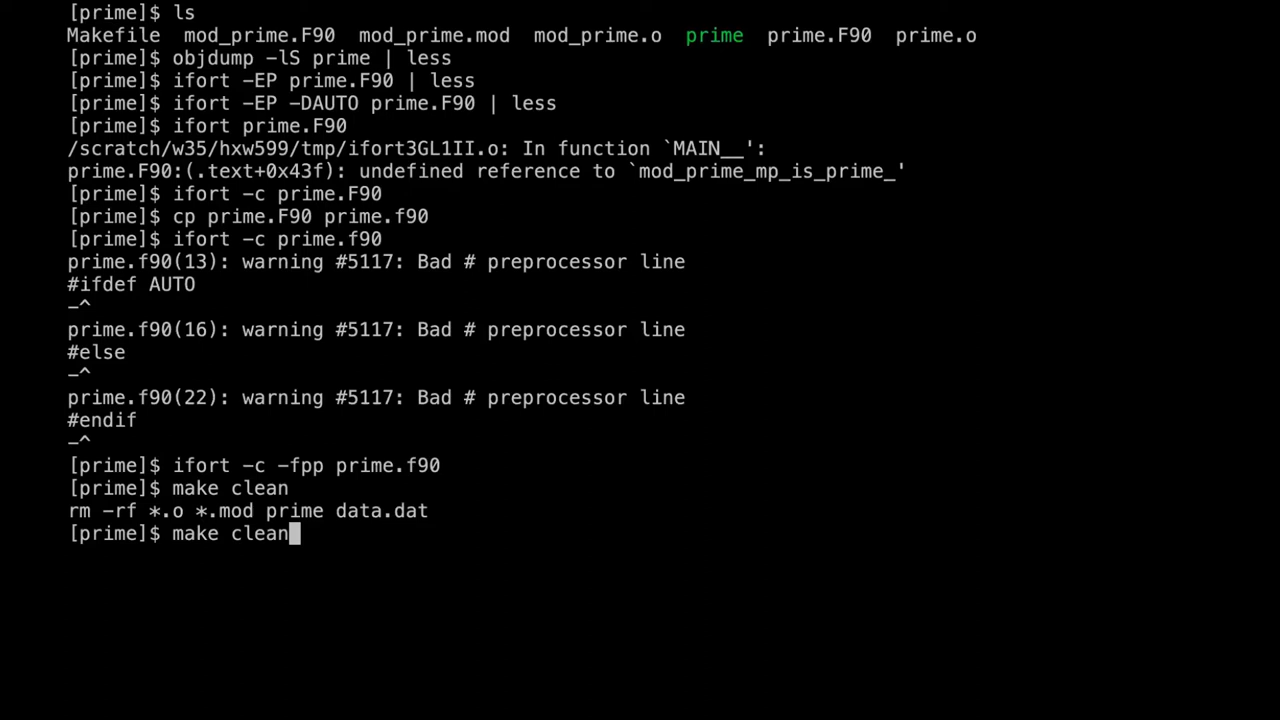 [prime]$ ls
Makefile  mod_prime.F90  mod_prime.mod  mod_prime.o  prime  prime.F90  prime.o
[prime]$ objdump -lS prime | less
[prime]$ ifort -EP prime.F90 | less
[prime]$ ifort -EP -DAUTO prime.F90 | less
[prime]$ ifort prime.F90
/scratch/w35/hxw599/tmp/ifort3GL1II.o: In function `MAIN__':
prime.F90:(.text+0x43f): undefined reference to `mod_prime_mp_is_prime_'
[prime]$ ifort -c prime.F90
[prime]$ cp prime.F90 prime.f90
[prime]$ ifort -c prime.f90
prime.f90(13): warning #5117: Bad # preprocessor line
#ifdef AUTO
-^
prime.f90(16): warning #5117: Bad # preprocessor line
#else
-^
prime.f90(22): warning #5117: Bad # preprocessor line
#endif
-^
[prime]$ ifort -c -fpp prime.f90
[prime]$ make clean
rm -rf *.o *.mod prime data.dat
[prime]$ make clean